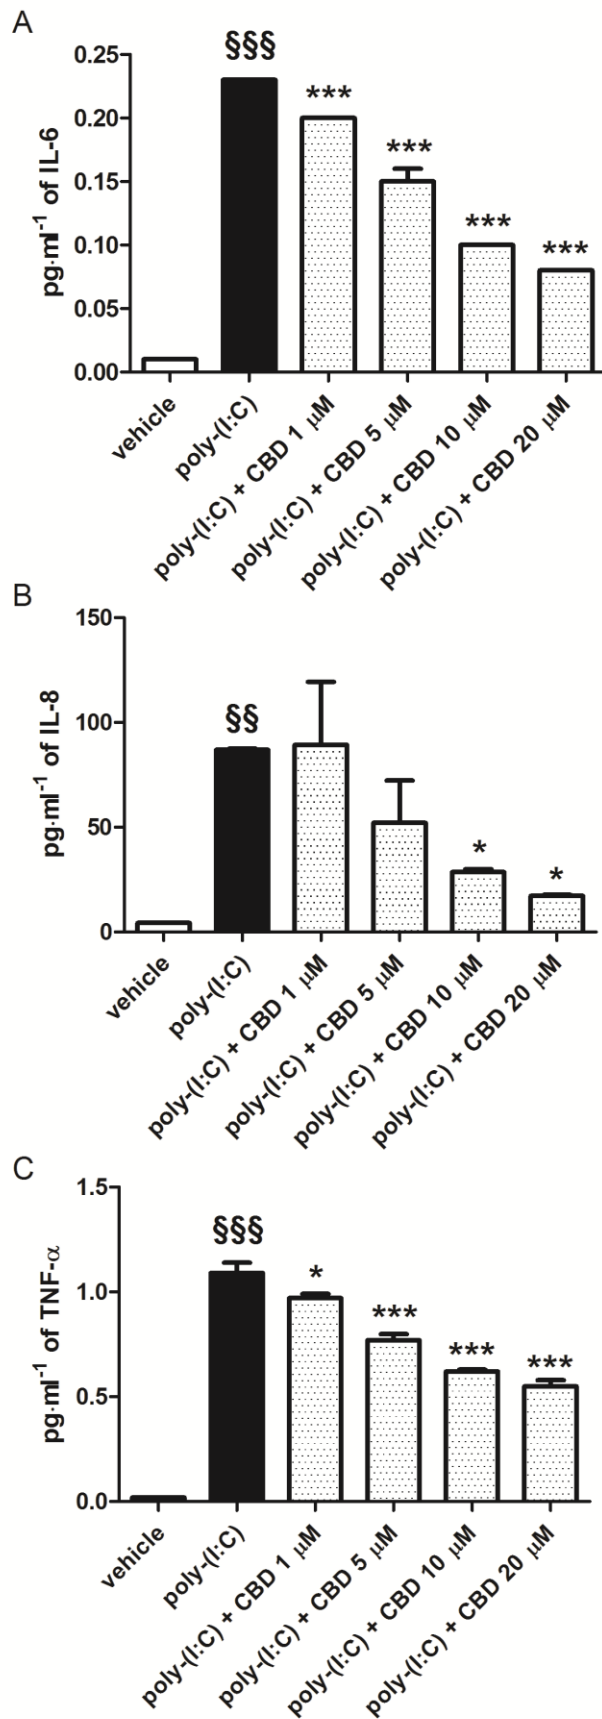 A
pg·ml⁻¹ of IL-6
0.25
0.20
0.15
0.10
0.05
0.00
§§§
***
***
***
***
vehicle
poly-(I:C)
poly-(I:C) + CBD 1 μM
poly-(I:C) + CBD 5 μM
poly-(I:C) + CBD 10 μM
poly-(I:C) + CBD 20 μM
B
pg·ml⁻¹ of IL-8
150
100
50
0
§§
*
*
vehicle
poly-(I:C)
poly-(I:C) + CBD 1 μM
poly-(I:C) + CBD 5 μM
poly-(I:C) + CBD 10 μM
poly-(I:C) + CBD 20 μM
C
pg·ml⁻¹ of TNF-α
1.5
1.0
0.5
0.0
§§§
*
***
***
***
vehicle
poly-(I:C)
poly-(I:C) + CBD 1 μM
poly-(I:C) + CBD 5 μM
poly-(I:C) + CBD 10 μM
poly-(I:C) + CBD 20 μM